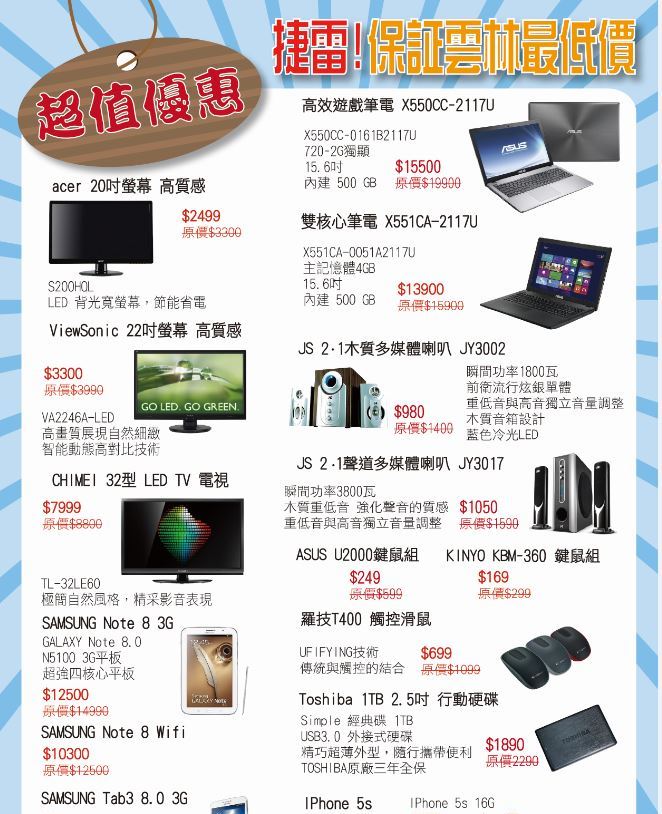 超值優惠
捷雷!保証雲林最低價
acer 20吋螢幕 高質感
$2499
原價$3300
S200HQL
LED 背光寬螢幕，節能省電
ViewSonic 22吋螢幕 高質感
$3300
原價$3990
GO LED. GO GREEN.
VA2246A-LED
高畫質展現自然細緻
智能動態高對比技術
CHIMEI 32型 LED TV 電視
$7999
原價$8800
TL-32LE60
極簡自然風格，精采影音表現
SAMSUNG Note 8 3G
GALAXY Note 8.0
N5100 3G平板
超強四核心平板
$12500
原價$14990
SAMSUNG Note 8 Wifi
$10300
原價$12500
SAMSUNG Tab3 8.0 3G
高效遊戲筆電 X550CC-2117U
X550CC-0161B2117U
720-2G獨顯
15.6吋
內建 500 GB
$15500
原價$19900
ASUS
雙核心筆電 X551CA-2117U
X551CA-0051A2117U
主記憶體4GB
15.6吋
內建 500 GB
$13900
原價$15900
JS 2.1木質多媒體喇叭 JY3002
$980
原價$1400
瞬間功率1800瓦
前衛流行炫銀單體
重低音與高音獨立音量調整
木質音箱設計
藍色冷光LED
JS 2.1聲道多媒體喇叭 JY3017
瞬間功率3800瓦
木質重低音 強化聲音的質感
重低音與高音獨立音量調整
$1050
原價$1590
ASUS U2000鍵鼠組
$249
原價$599
KINYO KBM-360 鍵鼠組
$169
原價$299
羅技T400 觸控滑鼠
UFIFYING技術
傳統與觸控的結合
$699
原價$1099
Toshiba 1TB 2.5吋 行動硬碟
Simple 經典碟 1TB
USB3.0 外接式硬碟
精巧超薄外型，隨行攜帶便利
TOSHIBA原廠三年全保
$1890
原價2290
TOSHIBA
IPhone 5s
IPhone 5s 16G